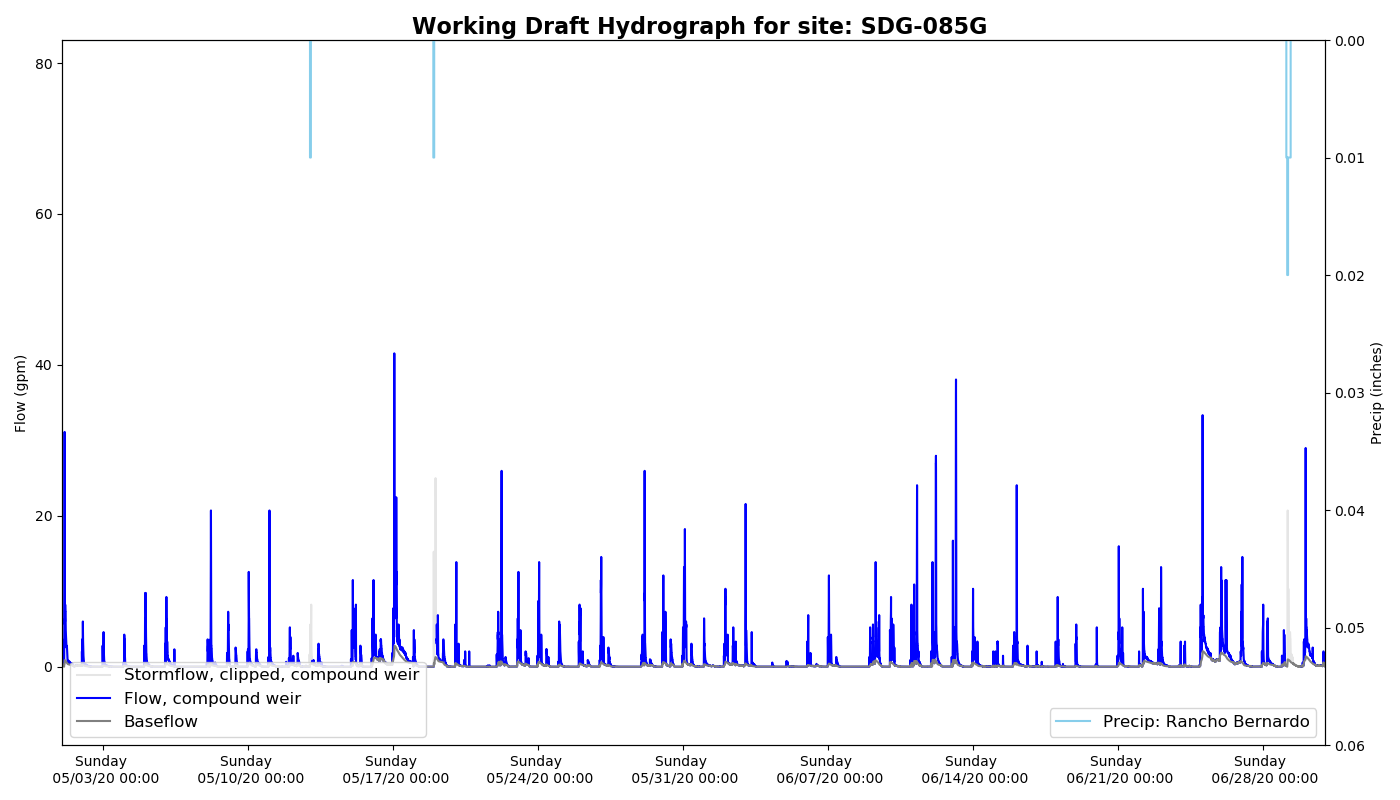 Working Draft Hydrograph for site: SDG-085G
80
60
40
20
0
Flow (gpm)
0.00
0.01
0.02
0.03
0.04
0.05
0.06
Precip (inches)
Stormflow, clipped, compound weir
Flow, compound weir
Baseflow
Precip: Rancho Bernardo
Sunday
05/03/20 00:00
Sunday
05/10/20 00:00
Sunday
05/17/20 00:00
Sunday
05/24/20 00:00
Sunday
05/31/20 00:00
Sunday
06/07/20 00:00
Sunday
06/14/20 00:00
Sunday
06/21/20 00:00
Sunday
06/28/20 00:00